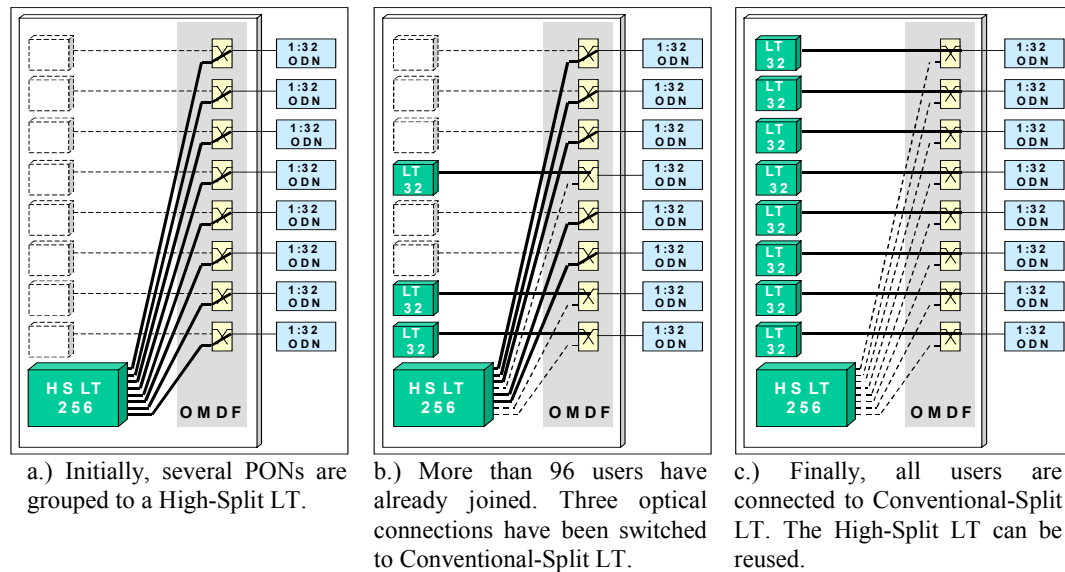 1:32
ODN
1:32
ODN
1:32
ODN
1:32
ODN
1:32
ODN
1:32
ODN
1:32
ODN
1:32
ODN
HS LT
256
OMDF
a.) Initially, several PONs are
grouped to a High-Split LT.
1:32
ODN
1:32
ODN
1:32
ODN
LT
32
1:32
ODN
1:32
ODN
1:32
ODN
LT
32
1:32
ODN
LT
32
1:32
ODN
HS LT
256
OMDF
b.) More than 96 users have
already joined. Three optical
connections have been switched
to Conventional-Split LT.
LT
32
1:32
ODN
LT
32
1:32
ODN
LT
32
1:32
ODN
LT
32
1:32
ODN
LT
32
1:32
ODN
LT
32
1:32
ODN
LT
32
1:32
ODN
LT
32
1:32
ODN
HS LT
256
OMDF
c.) Finally, all users are
connected to Conventional-Split
LT. The High-Split LT can be
reused.